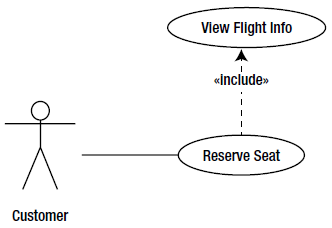 View Flight Info
«include»
Reserve Seat
Customer